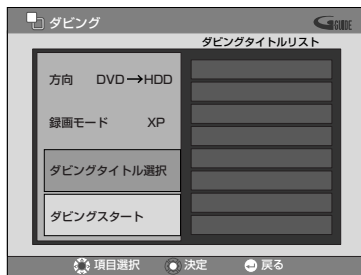 ダビング
G GUIDE
ダビングタイトルリスト
方向 DVD→HDD
録画モード XP
ダビングタイトル選択
ダビングスタート
項目選択 決定 戻る